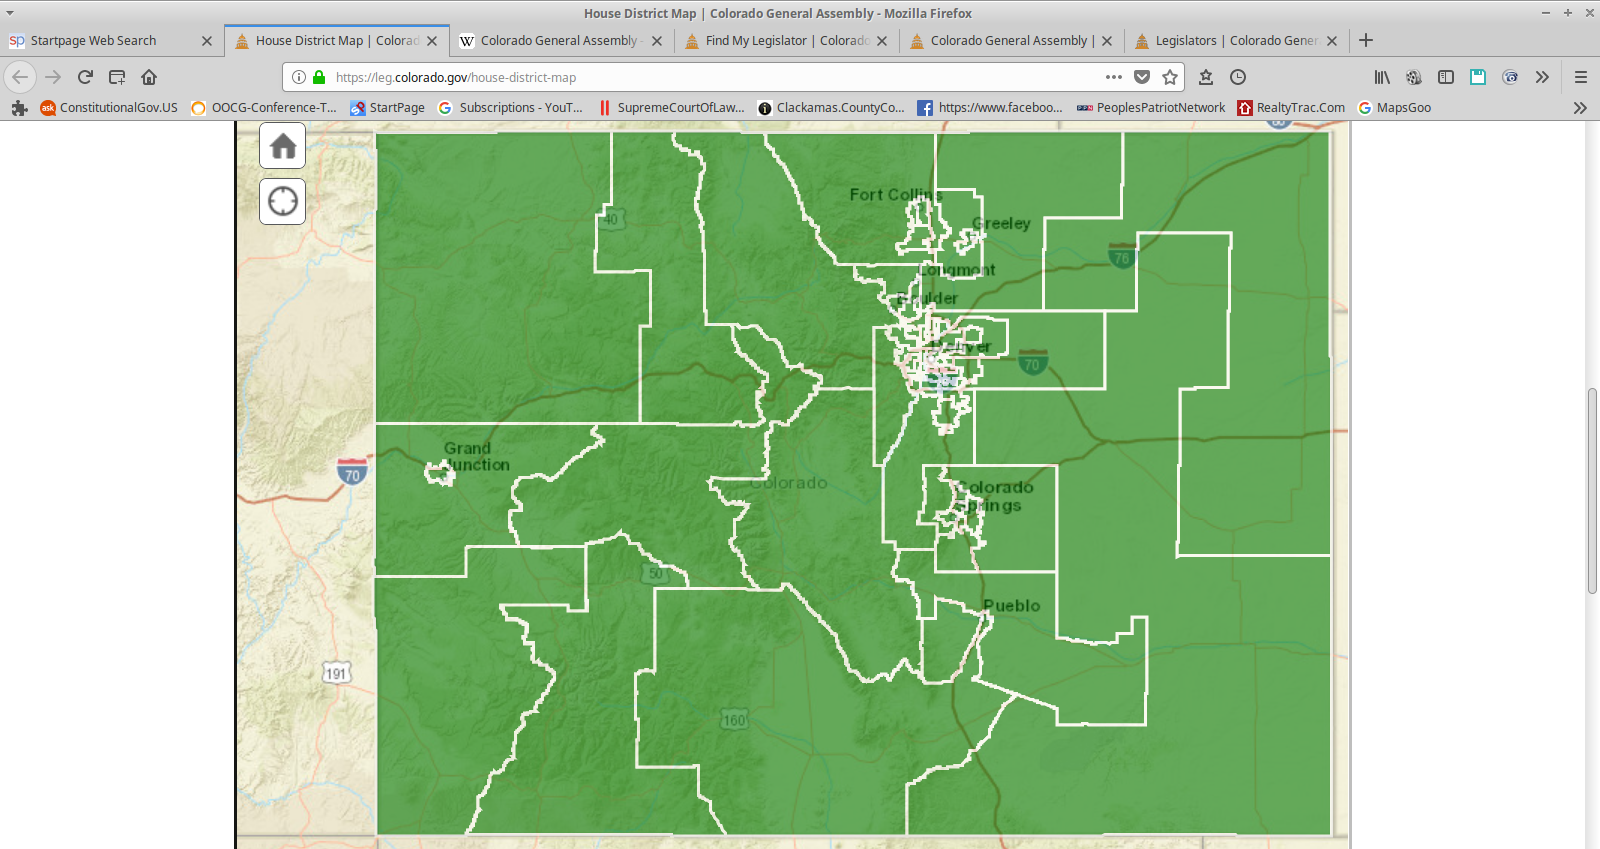 House District Map | Colorado General Assembly - Mozilla Firefox
sp Startpage Web Search
House District Map | Colorad
W Colorado General Assembly -
Find My Legislator | Colorado
Colorado General Assembly |
Legislators | Colorado Gener
https://leg.colorado.gov/house-district-map
ask ConstitutionalGov.US
OOCG-Conference-T...
StartPage
G Subscriptions - YouT...
SupremeCourtOfLaw...
Clackamas.CountyCo...
https://www.faceboo...
PeoplesPatriotNetwork
RealtyTrac.Com
G MapsGoo
Fort Collins
40
Greeley
76
Longmont
Boulder
Denver
70
Grand
Junction
70
Colorado
Colorado
Springs
50
Pueblo
191
160